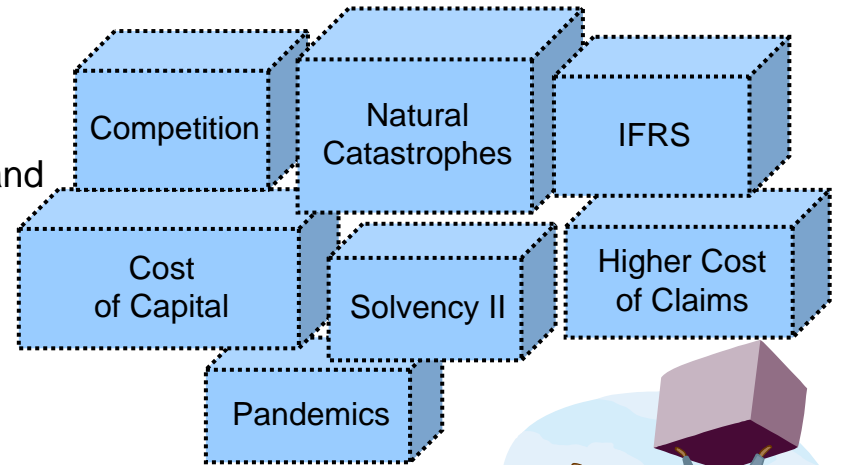 Competition
Natural
Catastrophes
IFRS
and
Cost
of Capital
Solvency II
Higher Cost
of Claims
Pandemics